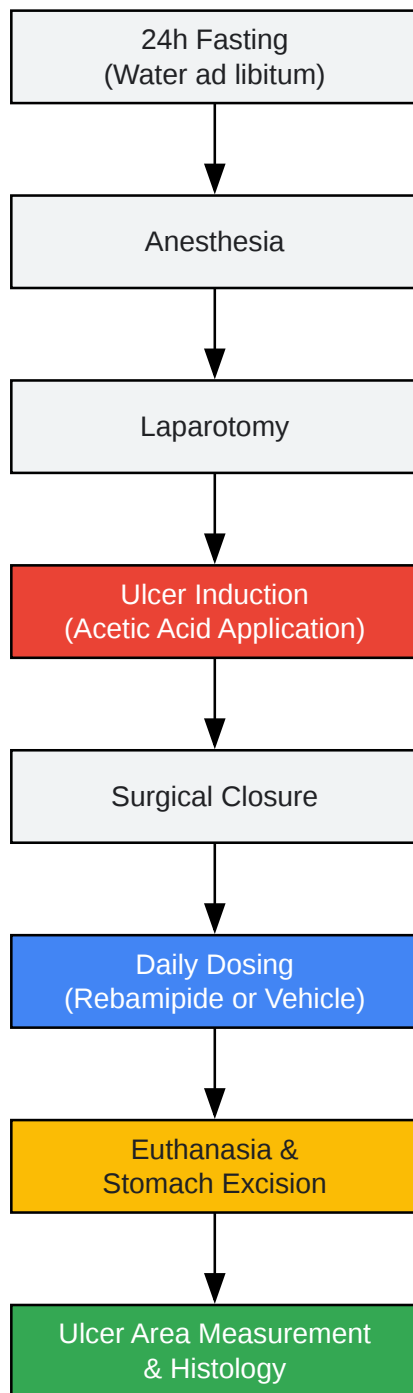 24h Fasting
(Water ad libitum)
Anesthesia
Laparotomy
Ulcer Induction
(Acetic Acid Application)
Surgical Closure
Daily Dosing
(Rebamipide or Vehicle)
Euthanasia &
Stomach Excision
Ulcer Area Measurement
& Histology